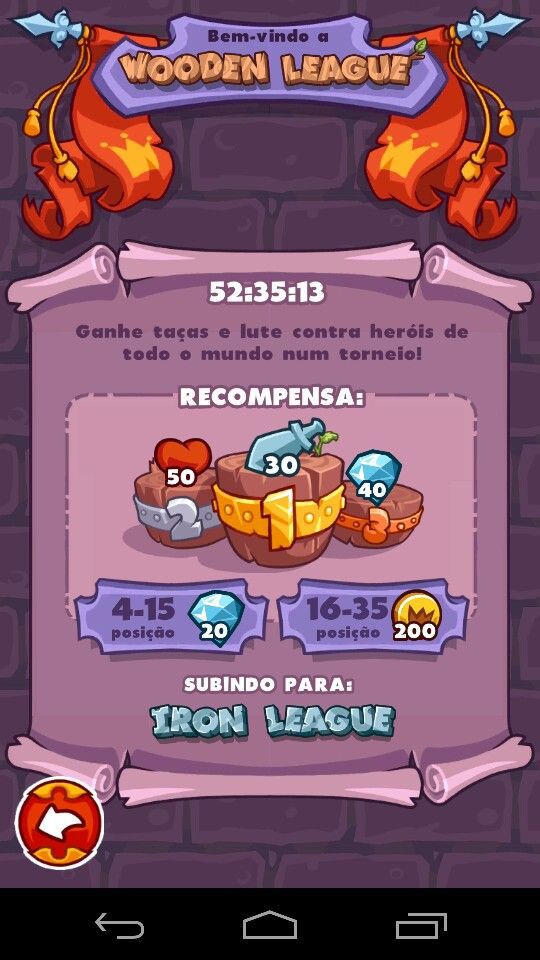 Bem-vindo a
WOODEN LEAGUE
52:35:13
Ganhe taças e lute contra heróis de
todo o mundo num torneio!
RECOMPENSA:
50
30
40
2
1
3
4-15
posição
20
16-35
posição
200
SUBINDO PARA:
IRON LEAGUE